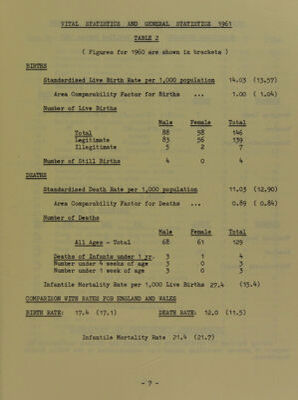 VITAL STATISTICS AND GENERAL STATISTICS 1961
TABLE 2
( Figures for 1960 are shown in brackets )
BIRTHS
Standardised Live Birth Rate per 1,000 population 14.03 (13.57)
Area Comparability Factor for Births ... 1.00 ( 1.04)
Number of Live Births
Male Female Total
Total 88 58 146
Legitimate 83 56 139
Illegitimate 5 2 7
Number of Still Births 4 0 4
DEATHS
Standardised Death Rate per 1,000 population 11.03 (12.90)
Area Comparability Factor for Deaths ... 0.89 ( 0.84)
Number of Deaths
Male Female Total
All Ages - Total 68 61 129
Deaths of Infants under 1 yr. 3 1 4
Number under 4 weeks of age 3 0 3
Number under 1 week of age 3 0 3
Infantile Mortality Rate per 1,000 Live Births 27.4 (15.4)
COMPARISON WITH RATES FOR ENGLAND AND WALES
BIRTH RATE: 17.4 (17.1) DEATH RATE: 12.0 (11.5)
Infantile Mortality Rate 21.4 (21.7)
- 7 -